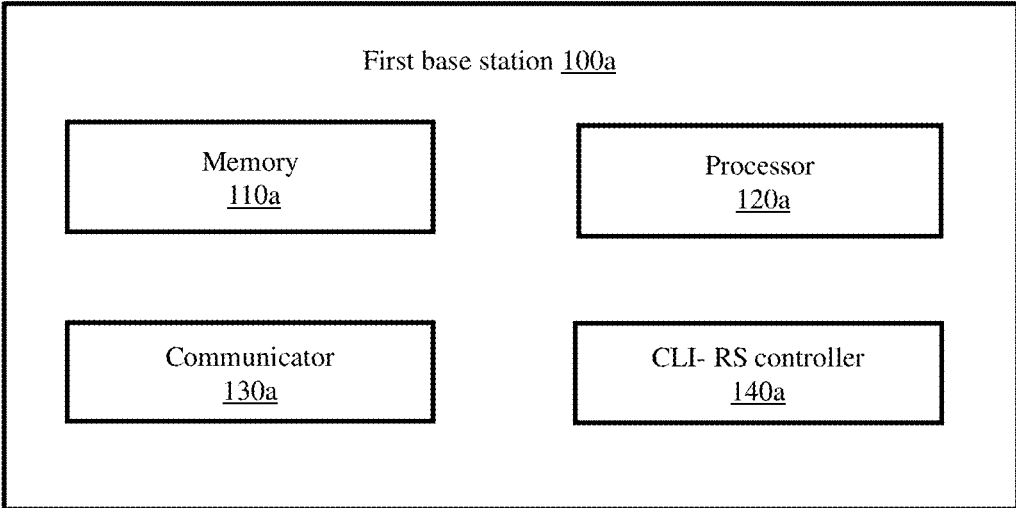 First base station 100a
Memory
110a
Processor
120a
Communicator
130a
CLI- RS controller
140a